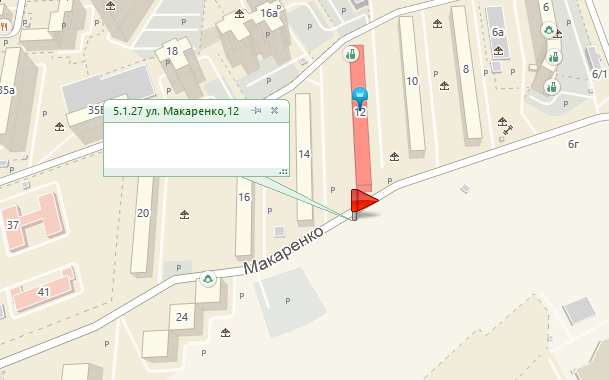 16а
6
6а
18
10
8
35а
6/1
35Б
12
5.1.27 ул. Макаренко,12
6г
14
16
20
37
Макаренко
41
24
P
P
P
P
P
P
P
P
P